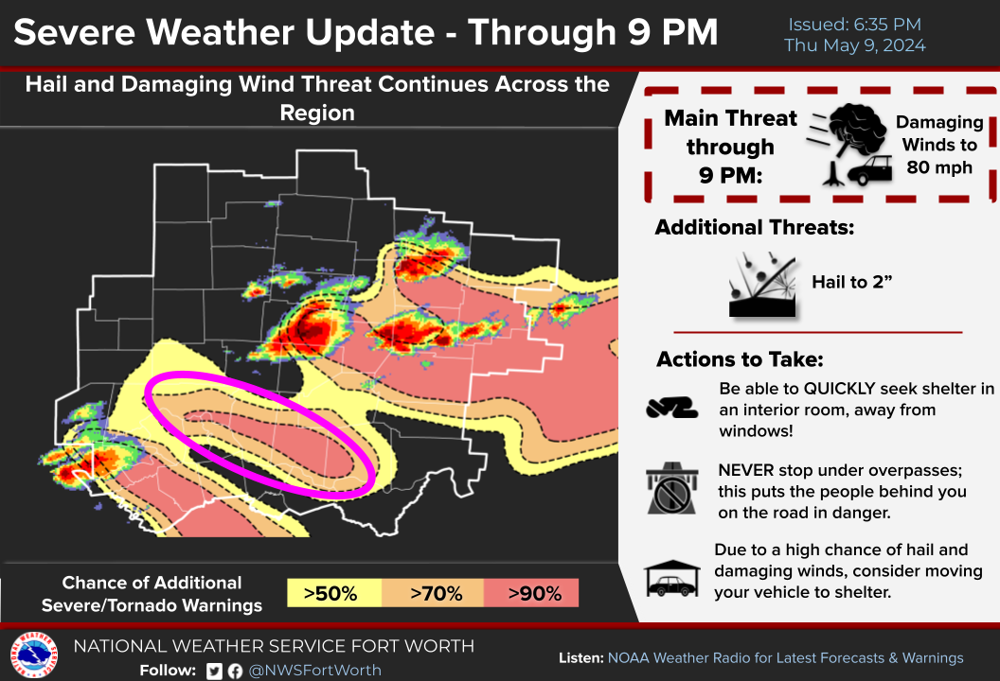 Severe Weather Update - Through 9 PM
Issued: 6:35 PM
Thu May 9, 2024
Hail and Damaging Wind Threat Continues Across the
Region
Main Threat
through
9 PM:
Damaging
Winds to
80 mph
Additional Threats:
Hail to 2”
Actions to Take:
Be able to QUICKLY seek shelter in
an interior room, away from
windows!
NEVER stop under overpasses;
this puts the people behind you
on the road in danger.
Due to a high chance of hail and
damaging winds, consider moving
your vehicle to shelter.
Chance of Additional
Severe/Tornado Warnings
>50%
>70%
>90%
NATIONAL WEATHER SERVICE
NATIONAL WEATHER SERVICE FORT WORTH
Follow: @NWSFortWorth
Listen: NOAA Weather Radio for Latest Forecasts & Warnings